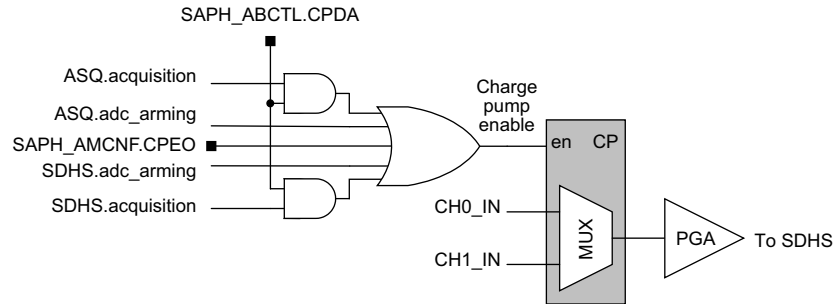 SAPH_ABCTL.CPDA
ASQ.acquisition
ASQ.adc_arming
SAPH_AMCNF.CPEO
SDHS.adc_arming
SDHS.acquisition
Charge
pump
enable
en CP
CH0_IN
CH1_IN
MUX
PGA
To SDHS